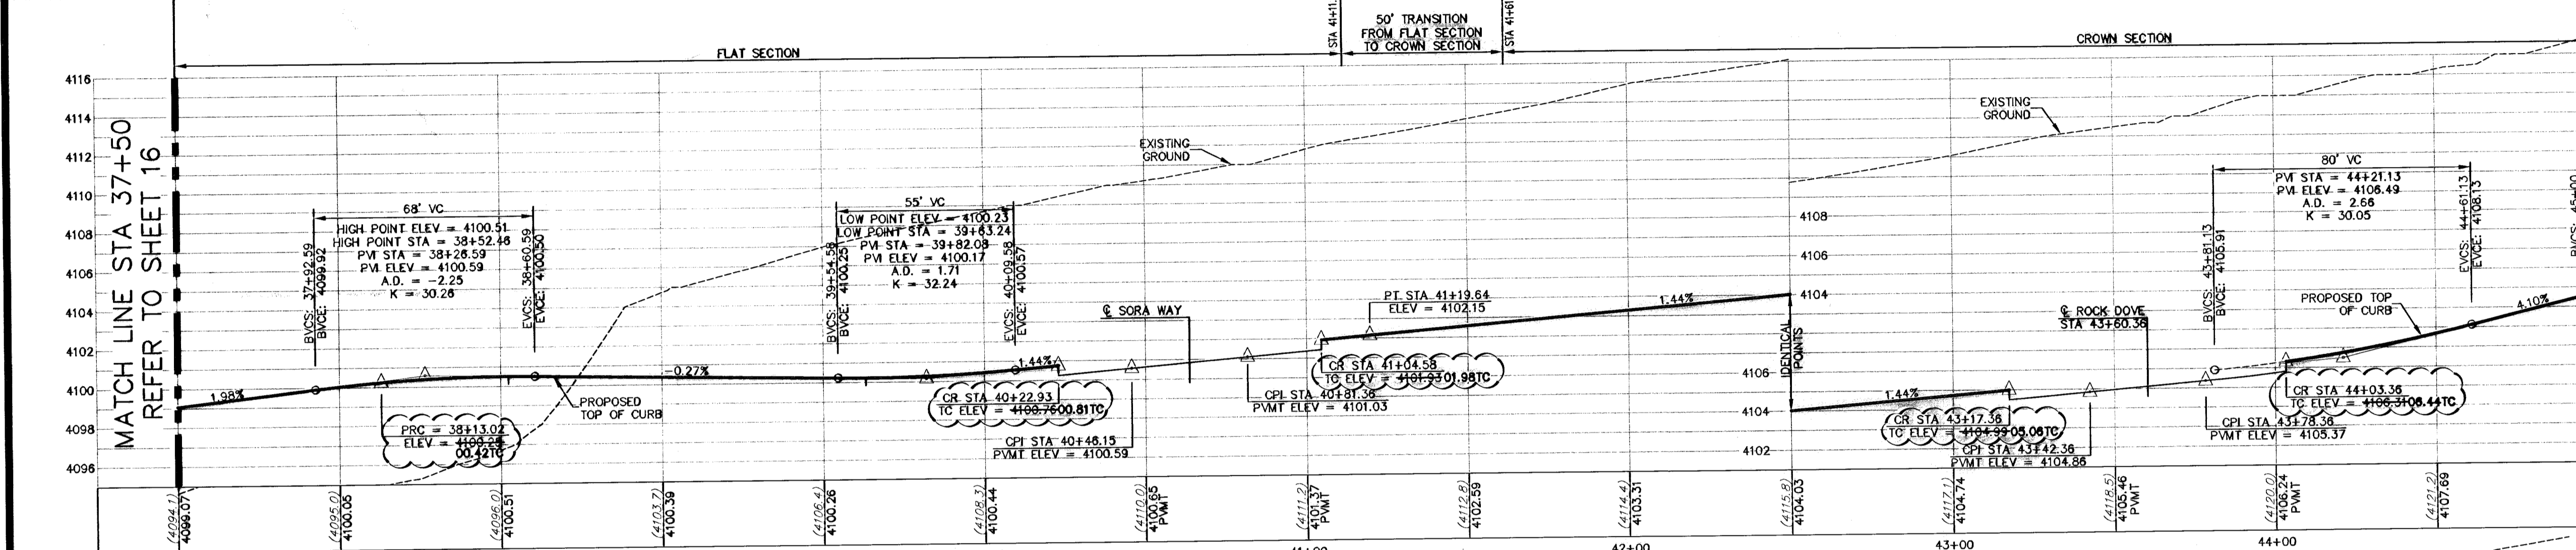 50' TRANSITION
FROM FLAT SECTION
TO CROWN SECTION
STA 41+11.
STA 41+61
FLAT SECTION
CROWN SECTION
4116
4114
4112
4110
4108
4106
4104
4102
4100
4098
4096
MATCH LINE STA 37+50
REFER TO SHEET 16
1.98%
BVCS: 37+92.59
BVCE: 4099.92
68' VC
HIGH POINT ELEV = 4100.51
HIGH POINT STA = 38+52.46
PVI STA = 38+26.59
PVI ELEV = 4100.59
A.D. = -2.25
K = 30.26
EVCS: 38+60.59
EVCE: 4100.50
PRC = 38+13.02
ELEV = 4100.25
00.42TC
PROPOSED
TOP OF CURB
-0.27%
BVCS: 39+54.58
BVCE: 4100.25
55' VC
LOW POINT ELEV = 4100.23
LOW POINT STA = 39+63.24
PVI STA = 39+82.08
PVI ELEV = 4100.17
A.D. = 1.71
K = 32.24
EVCS: 40+09.58
EVCE: 4100.57
1.44%
CR STA 40+22.93
TC ELEV = 4100.7600.81TC
CPI STA 40+46.15
PVMT ELEV = 4100.59
EXISTING
GROUND
℄ SORA WAY
CPI STA 40+81.36
PVMT ELEV = 4101.03
CR STA 41+04.58
TC ELEV = 4101.9301.98TC
PT STA 41+19.64
ELEV = 4102.15
1.44%
4108
4106
4104
IDENTICAL
POINTS
4106
4104
4102
1.44%
CR STA 43+17.36
TC ELEV = 4104.9905.06TC
CPI STA 43+42.36
PVMT ELEV = 4104.86
EXISTING
GROUND
℄ ROCK DOVE
STA 43+60.36
BVCS: 43+81.13
BVCE: 4105.91
80' VC
PVI STA = 44+21.13
PVI ELEV = 4106.49
A.D. = 2.66
K = 30.05
EVCS: 44+61.13
EVCE: 4108.13
CPI STA 43+78.36
PVMT ELEV = 4105.37
CR STA 44+03.36
TC ELEV = 4106.3106.44TC
PROPOSED TOP
OF CURB
4.10%
BVCS: 45+00
(4094.1)
4099.07
(4095.0)
4100.05
(4096.0)
4100.51
(4103.7)
4100.39
(4106.4)
4100.26
(4108.3)
4100.44
(4110.0)
4100.65
PVMT
(4111.2)
4101.37
PVMT
(4112.8)
4102.59
(4114.4)
4103.31
(4115.8)
4104.03
(4117.1)
4104.74
(4118.5)
4105.46
PVMT
(4120.0)
4106.24
PVMT
(4121.2)
4107.69
41+00
42+00
43+00
44+00